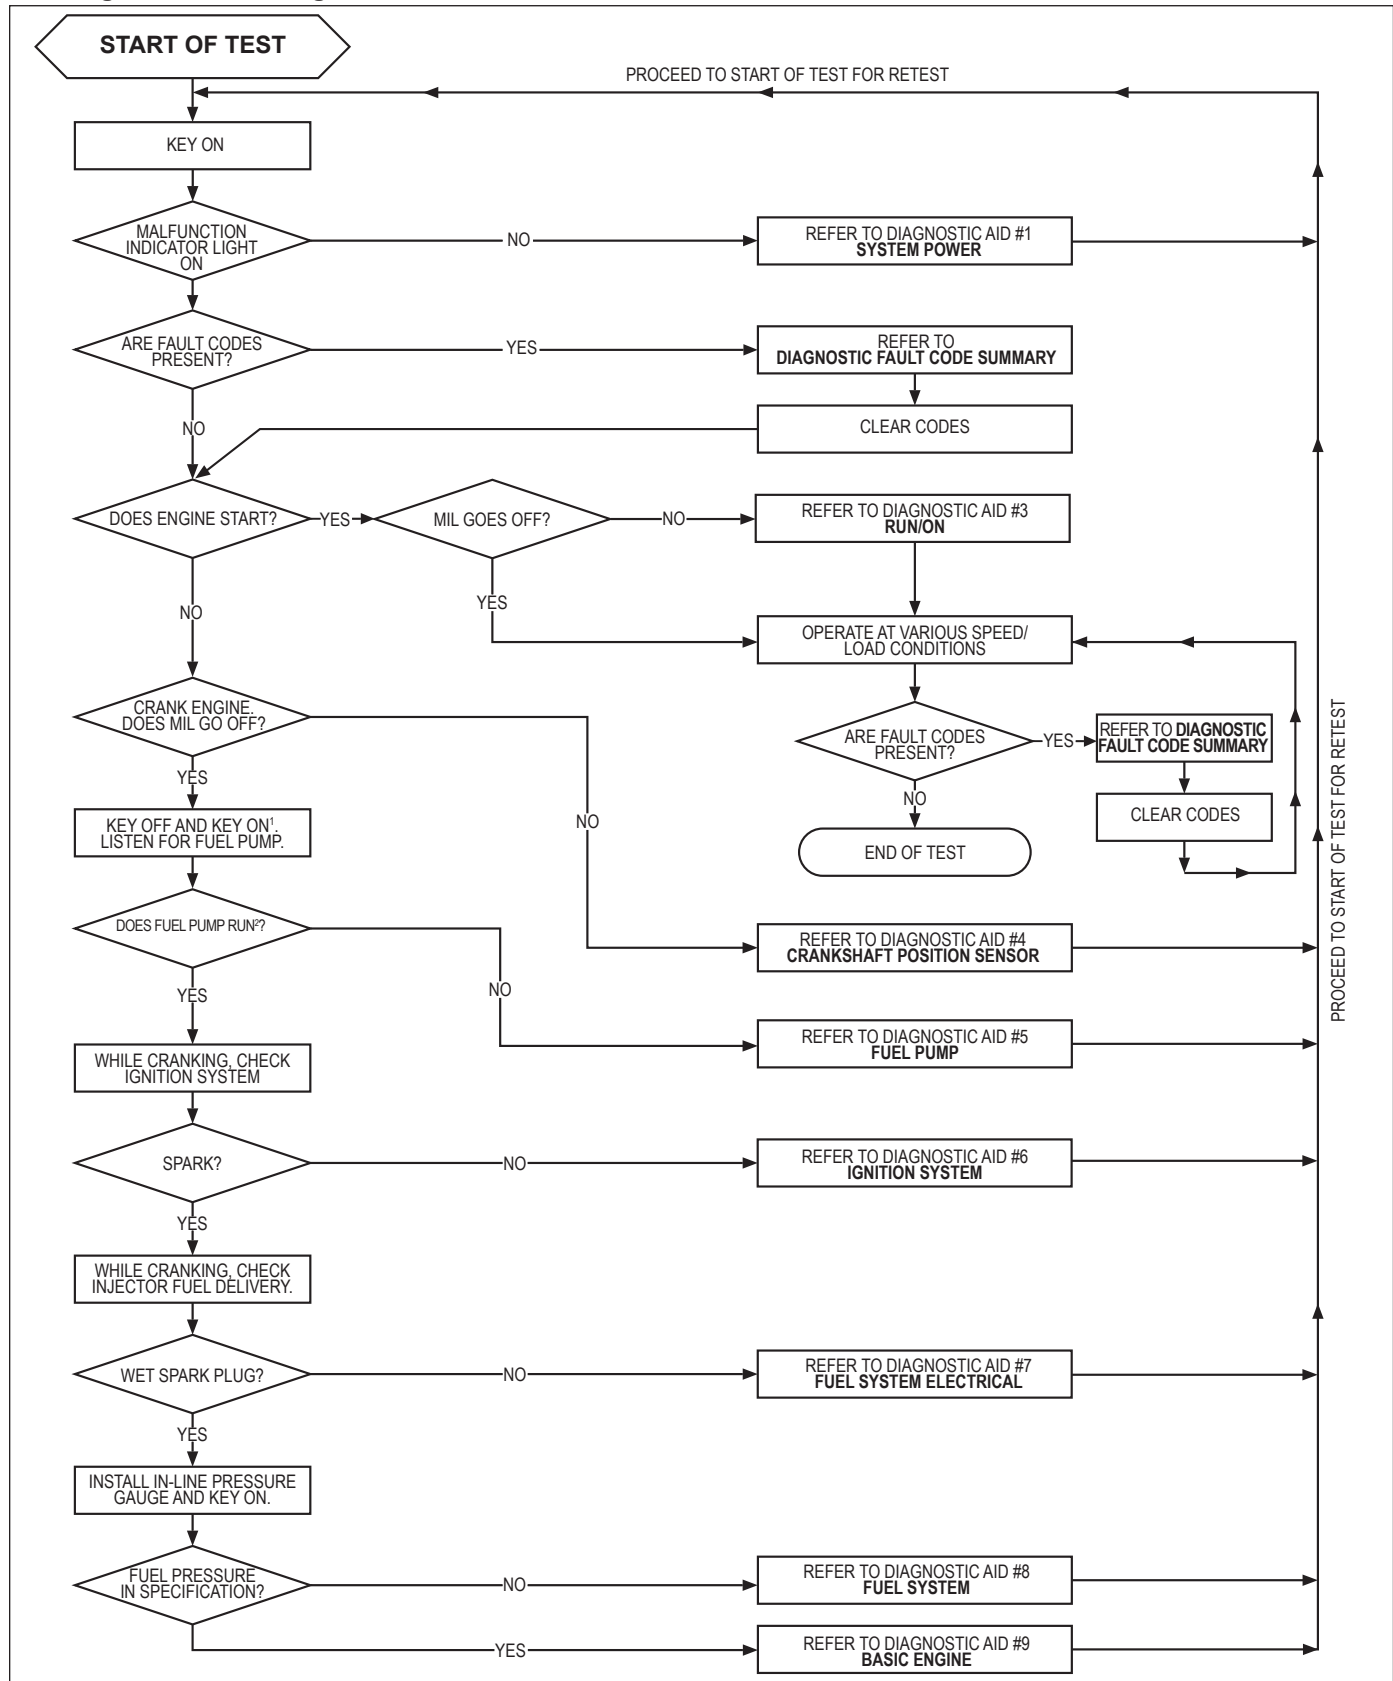 START OF TEST
PROCEED TO START OF TEST FOR RETEST
KEY ON
MALFUNCTION
INDICATOR LIGHT
ON
NO
REFER TO DIAGNOSTIC AID #1
SYSTEM POWER
ARE FAULT CODES
PRESENT?
YES
REFER TO
DIAGNOSTIC FAULT CODE SUMMARY
CLEAR CODES
NO
DOES ENGINE START?
YES
MIL GOES OFF?
NO
REFER TO DIAGNOSTIC AID #3
RUN/ON
NO
YES
OPERATE AT VARIOUS SPEED/
LOAD CONDITIONS
CRANK ENGINE.
DOES MIL GO OFF?
ARE FAULT CODES
PRESENT?
YES
REFER TO DIAGNOSTIC
FAULT CODE SUMMARY
PROCEED TO START OF TEST FOR RETEST
YES
NO
CLEAR CODES
KEY OFF AND KEY ON¹.
LISTEN FOR FUEL PUMP.
NO
END OF TEST
DOES FUEL PUMP RUN²?
REFER TO DIAGNOSTIC AID #4
CRANKSHAFT POSITION SENSOR
YES
NO
REFER TO DIAGNOSTIC AID #5
FUEL PUMP
WHILE CRANKING, CHECK
IGNITION SYSTEM
SPARK?
NO
REFER TO DIAGNOSTIC AID #6
IGNITION SYSTEM
YES
WHILE CRANKING, CHECK
INJECTOR FUEL DELIVERY.
WET SPARK PLUG?
NO
REFER TO DIAGNOSTIC AID #7
FUEL SYSTEM ELECTRICAL
YES
INSTALL IN-LINE PRESSURE
GAUGE AND KEY ON.
FUEL PRESSURE
IN SPECIFICATION?
NO
REFER TO DIAGNOSTIC AID #8
FUEL SYSTEM
YES
REFER TO DIAGNOSTIC AID #9
BASIC ENGINE